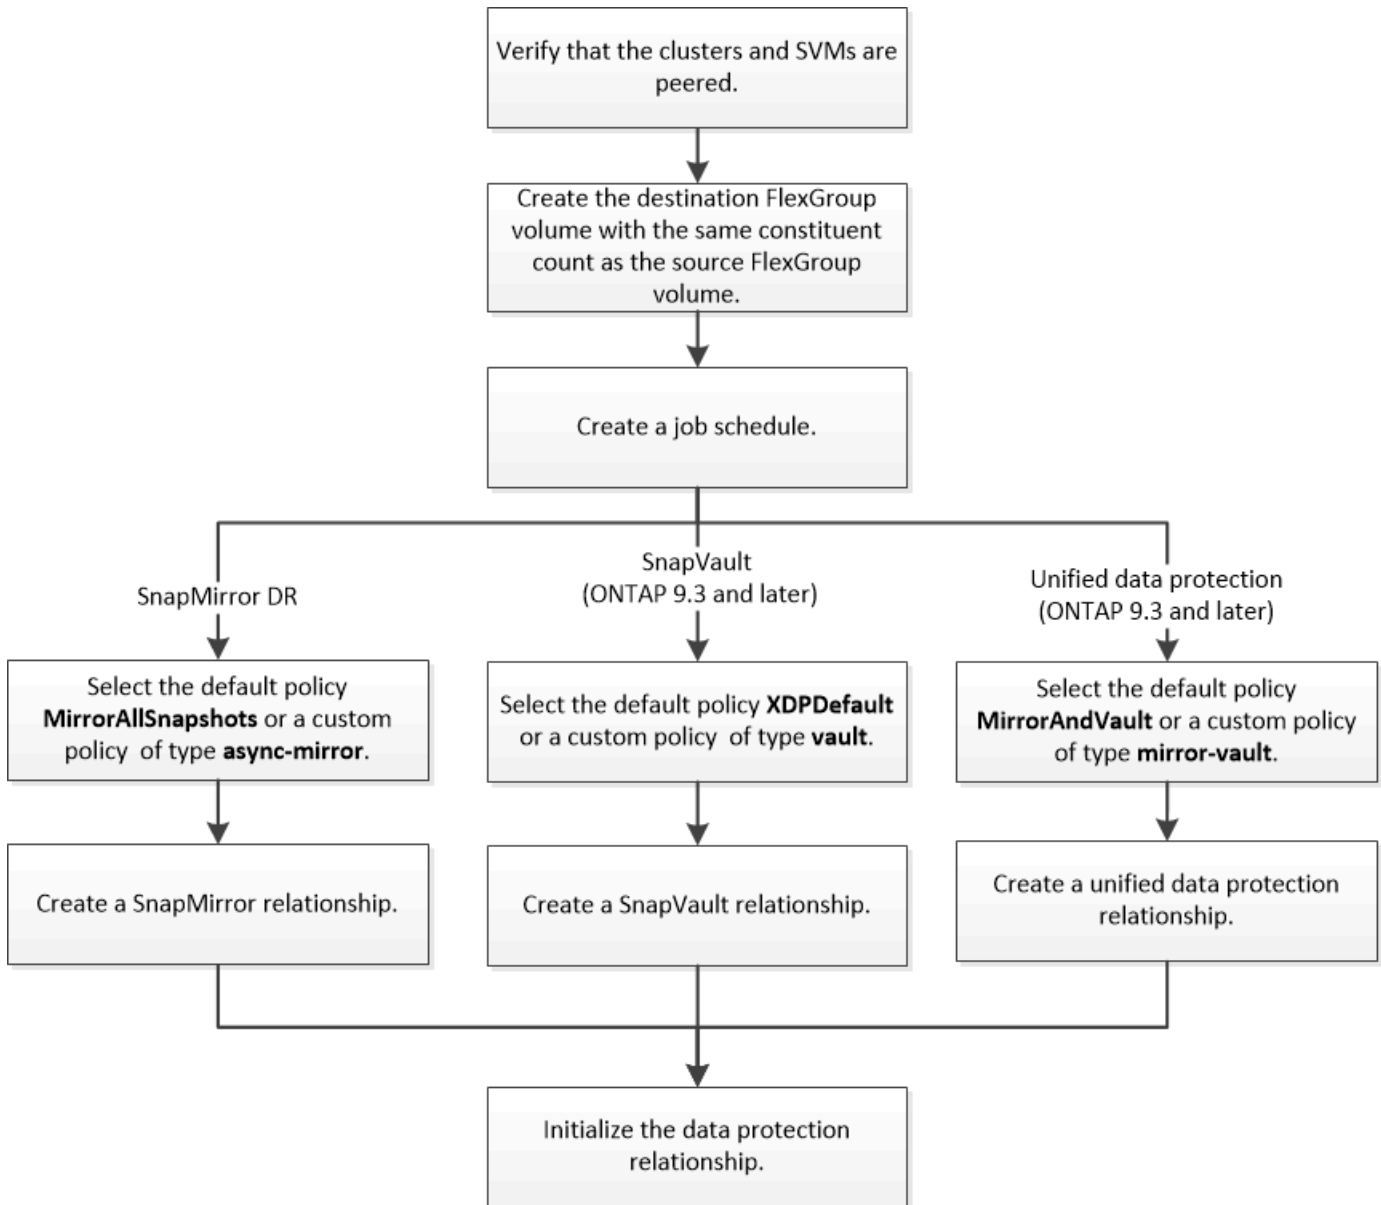 Verify that the clusters and SVMs are
peered.
Create the destination FlexGroup
volume with the same constituent
count as the source FlexGroup
volume.
Create a job schedule.
SnapMirror DR
SnapVault
(ONTAP 9.3 and later)
Unified data protection
(ONTAP 9.3 and later)
Select the default policy
MirrorAllSnapshots or a custom
policy of type async-mirror.
Select the default policy XDPDefault
or a custom policy of type vault.
Select the default policy
MirrorAndVault or a custom policy
of type mirror-vault.
Create a SnapMirror relationship.
Create a SnapVault relationship.
Create a unified data protection
relationship.
Initialize the data protection
relationship.